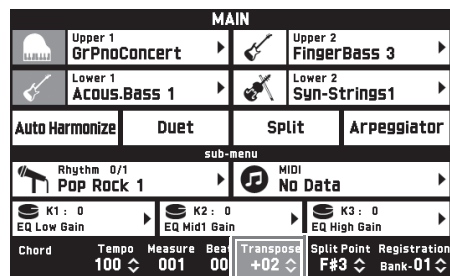 MAIN
Upper 1
GrPnoConcert
Upper 2
FingerBass 3
Lower 1
Acous.Bass 1
Lower 2
Syn-Strings1
Auto Harmonize Duet Split Arpeggiator
sub-menu
Rhythm 0/1
Pop Rock 1
MIDI
No Data
K1 : 0
EQ Low Gain
K2 : 0
EQ Mid1 Gain
K3 : 0
EQ High Gain
Chord Tempo Measure Beat Transpose Split Point Registration
100 001 00 +02 F#3 Bank-01